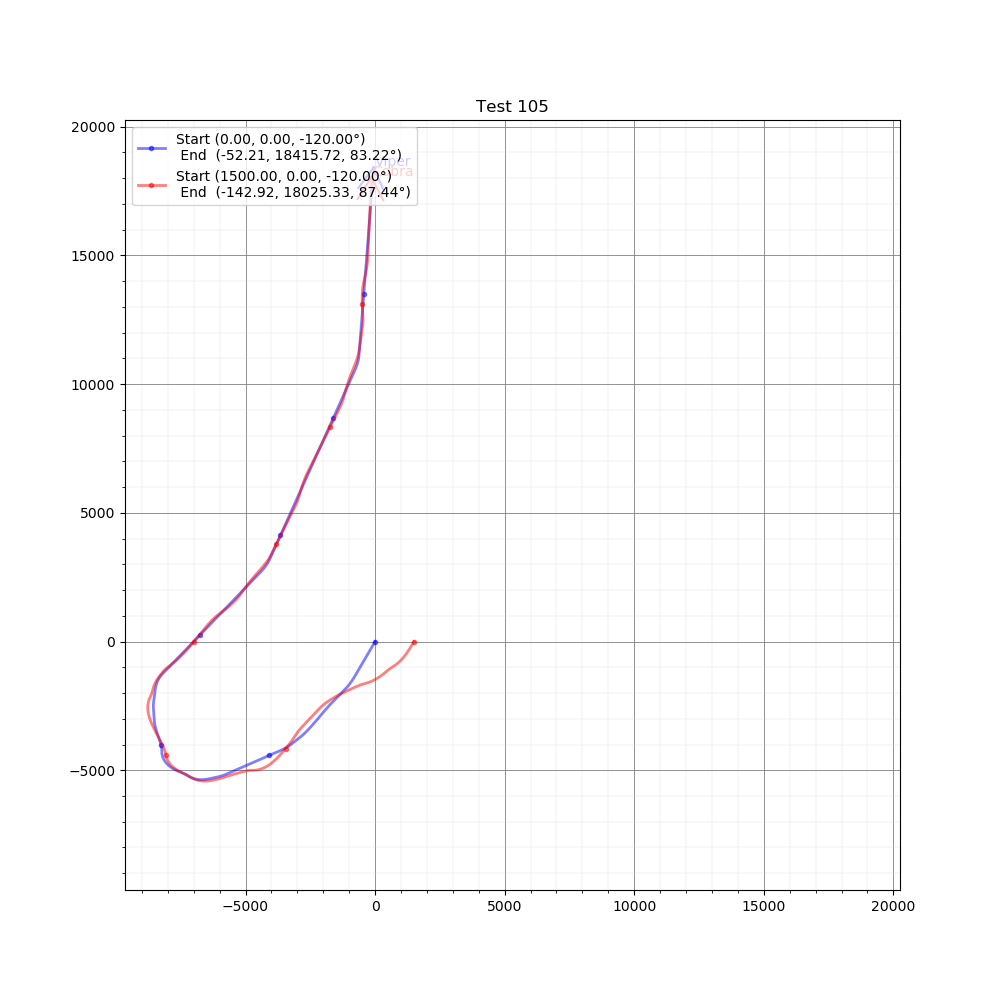 Test 105
Start (0.00, 0.00, -120.00°)
End (-52.21, 18415.72, 83.22°)
Start (1500.00, 0.00, -120.00°)
End (-142.92, 18025.33, 87.44°)
20000
15000
10000
5000
0
−5000
−5000
0
5000
10000
15000
20000